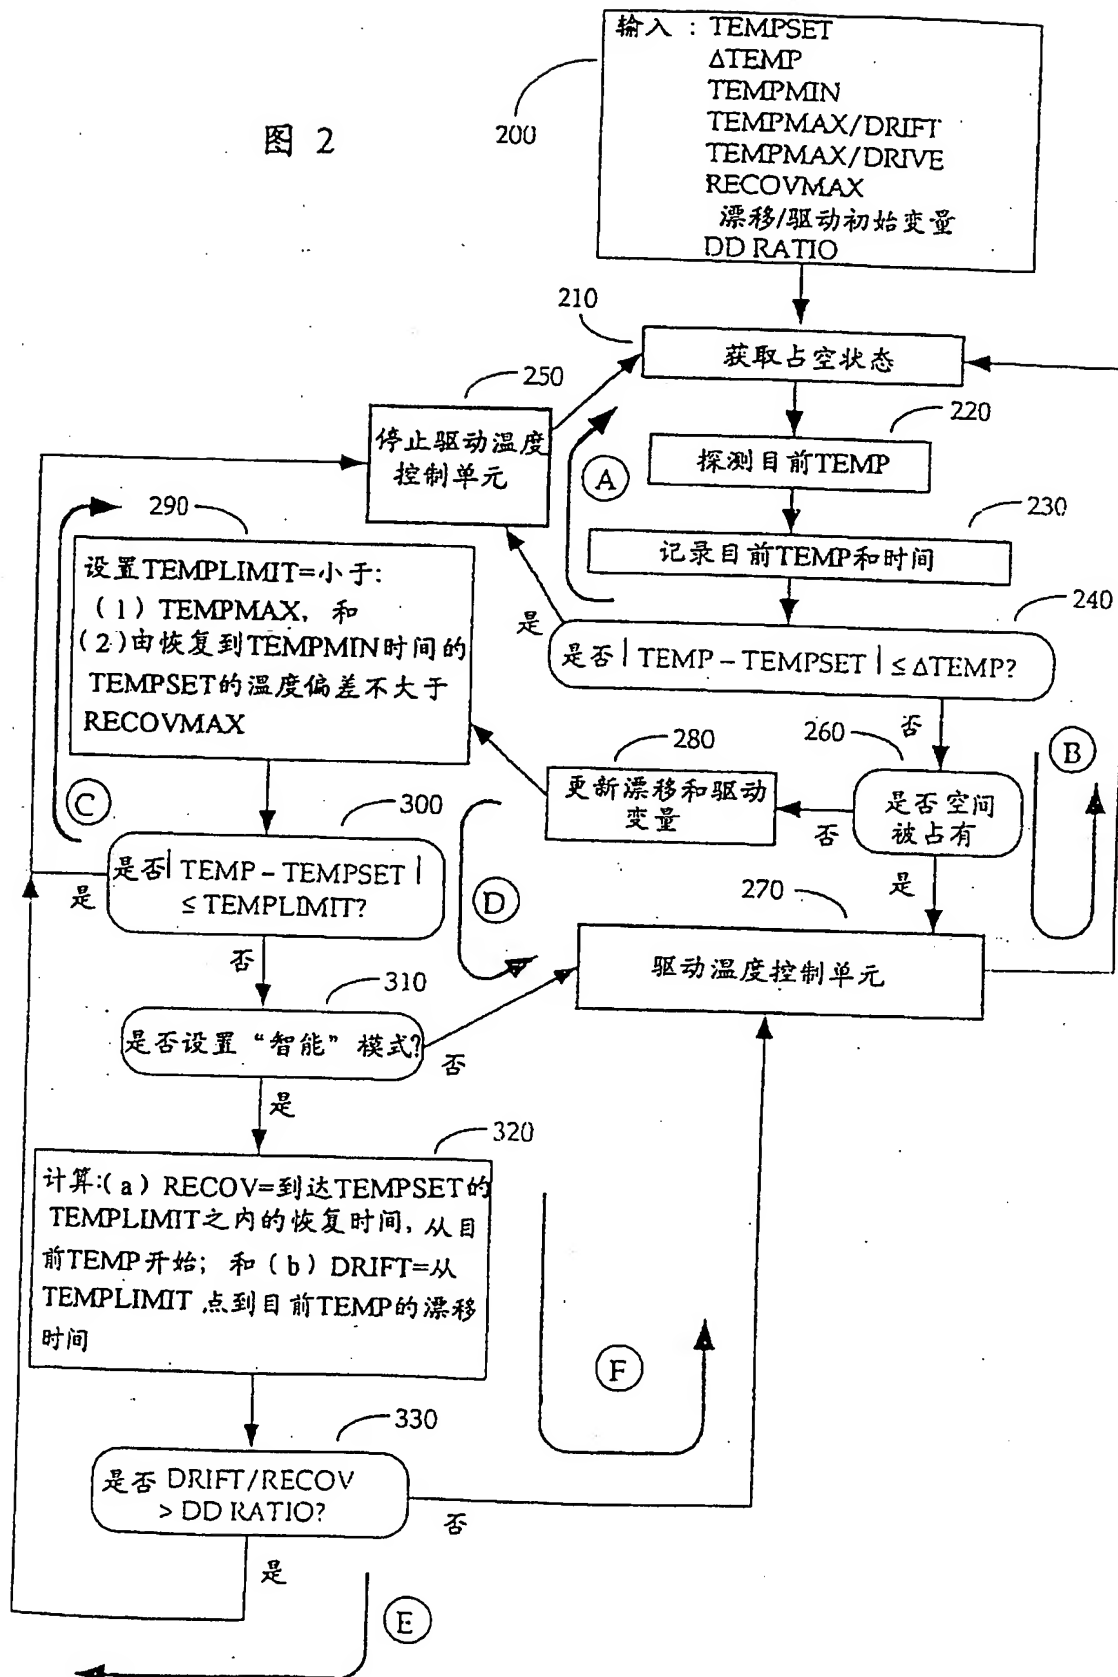 图 2
200
输入 : TEMPSET
ΔTEMP
TEMPMIN
TEMPMAX/DRIFT
TEMPMAX/DRIVE
RECOVMAX
漂移/驱动初始变量
DD RATIO
210
获取占空状态
250
停止驱动温度
控制单元
220
探测目前TEMP
A
230
记录目前TEMP和时间
240
是
是否|TEMP-TEMPSET|≤ΔTEMP?
290
设置TEMPLIMIT=小于:
(1) TEMPMAX, 和
(2)由恢复到TEMPMIN时间的
TEMPSET的温度偏差不大于
RECOVMAX
否
280
260
B
更新漂移和驱动
变量
否
是否空间
被占有
C
300
是否|TEMP-TEMPSET|
≤TEMPLIMIT?
是
D
是
270
驱动温度控制单元
否
310
是否设置“智能”模式?
否
是
320
计算:(a) RECOV=到达TEMPSET的
TEMPLIMIT之内的恢复时间, 从目
前TEMP开始; 和 (b) DRIFT=从
TEMPLIMIT点到目前TEMP的漂移
时间
F
330
是否 DRIFT/RECOV
> DD RATIO?
否
是
E